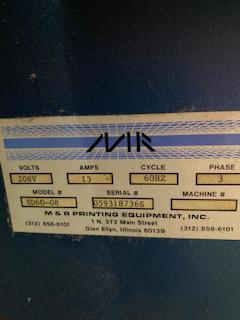 M&R
VOLTS AMPS CYCLE PHASE
208V 13 60HZ 3
MODEL # SERIAL # MACHINE #
SD60-08 059318736S
M & R PRINTING EQUIPMENT, INC.
(312) 858-6101 1 N. 372 Main Street (312) 858-6101
Glen Ellyn, Illinois 60139